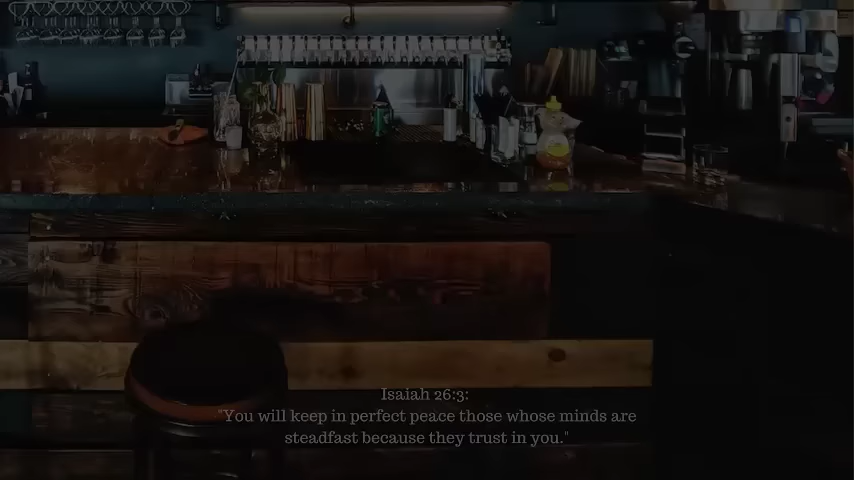 Isaiah 26:3:
"You will keep in perfect peace those whose minds are
steadfast because they trust in you."